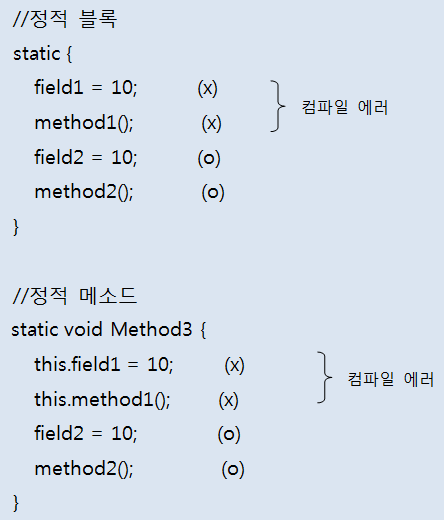 //정적 블록
static {
field1 = 10; (x)
method1(); (x)
컴파일 에러
field2 = 10; (o)
method2(); (o)
}
//정적 메소드
static void Method3 {
this.field1 = 10; (x)
this.method1(); (x)
컴파일 에러
field2 = 10; (o)
method2(); (o)
}